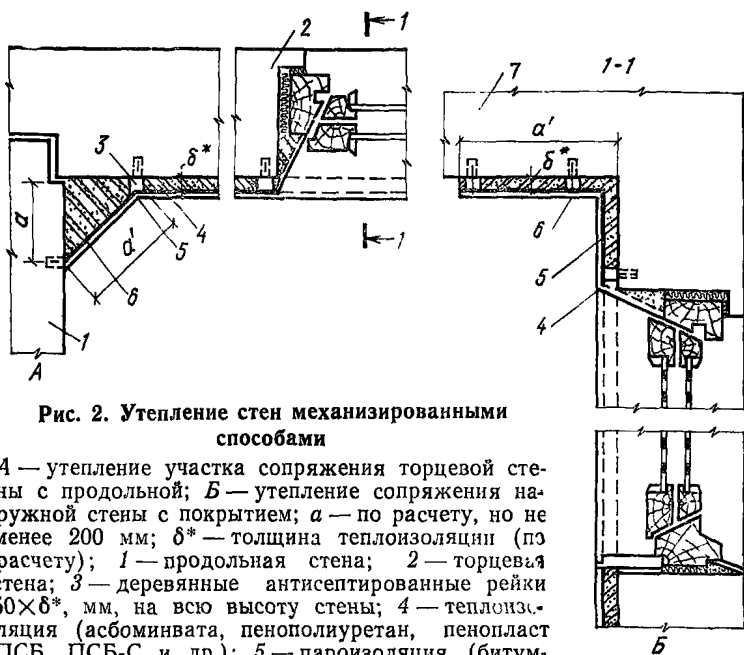 1
2
3
δ*
4
5
a
a'
6
1
1
А
7
1-1
a'
δ*
6
5
4
Б
Рис. 2. Утепление стен механизированными
способами
А — утепление участка сопряжения торцевой сте-
ны с продольной; Б — утепление сопряжения на-
ружной стены с покрытием; а — по расчету, но не
менее 200 мм; δ* — толщина теплоизоляции (по
расчету); 1 — продольная стена; 2 — торцевая
стена; 3 — деревянные антисептированные рейки
50×δ*, мм, на всю высоту стены; 4 — теплоизо-
ляция (асбоминвата, пенополиуретан, пенопласт
ПСБ, ПСБ-С и др.); 5 — пароизоляция (битум-